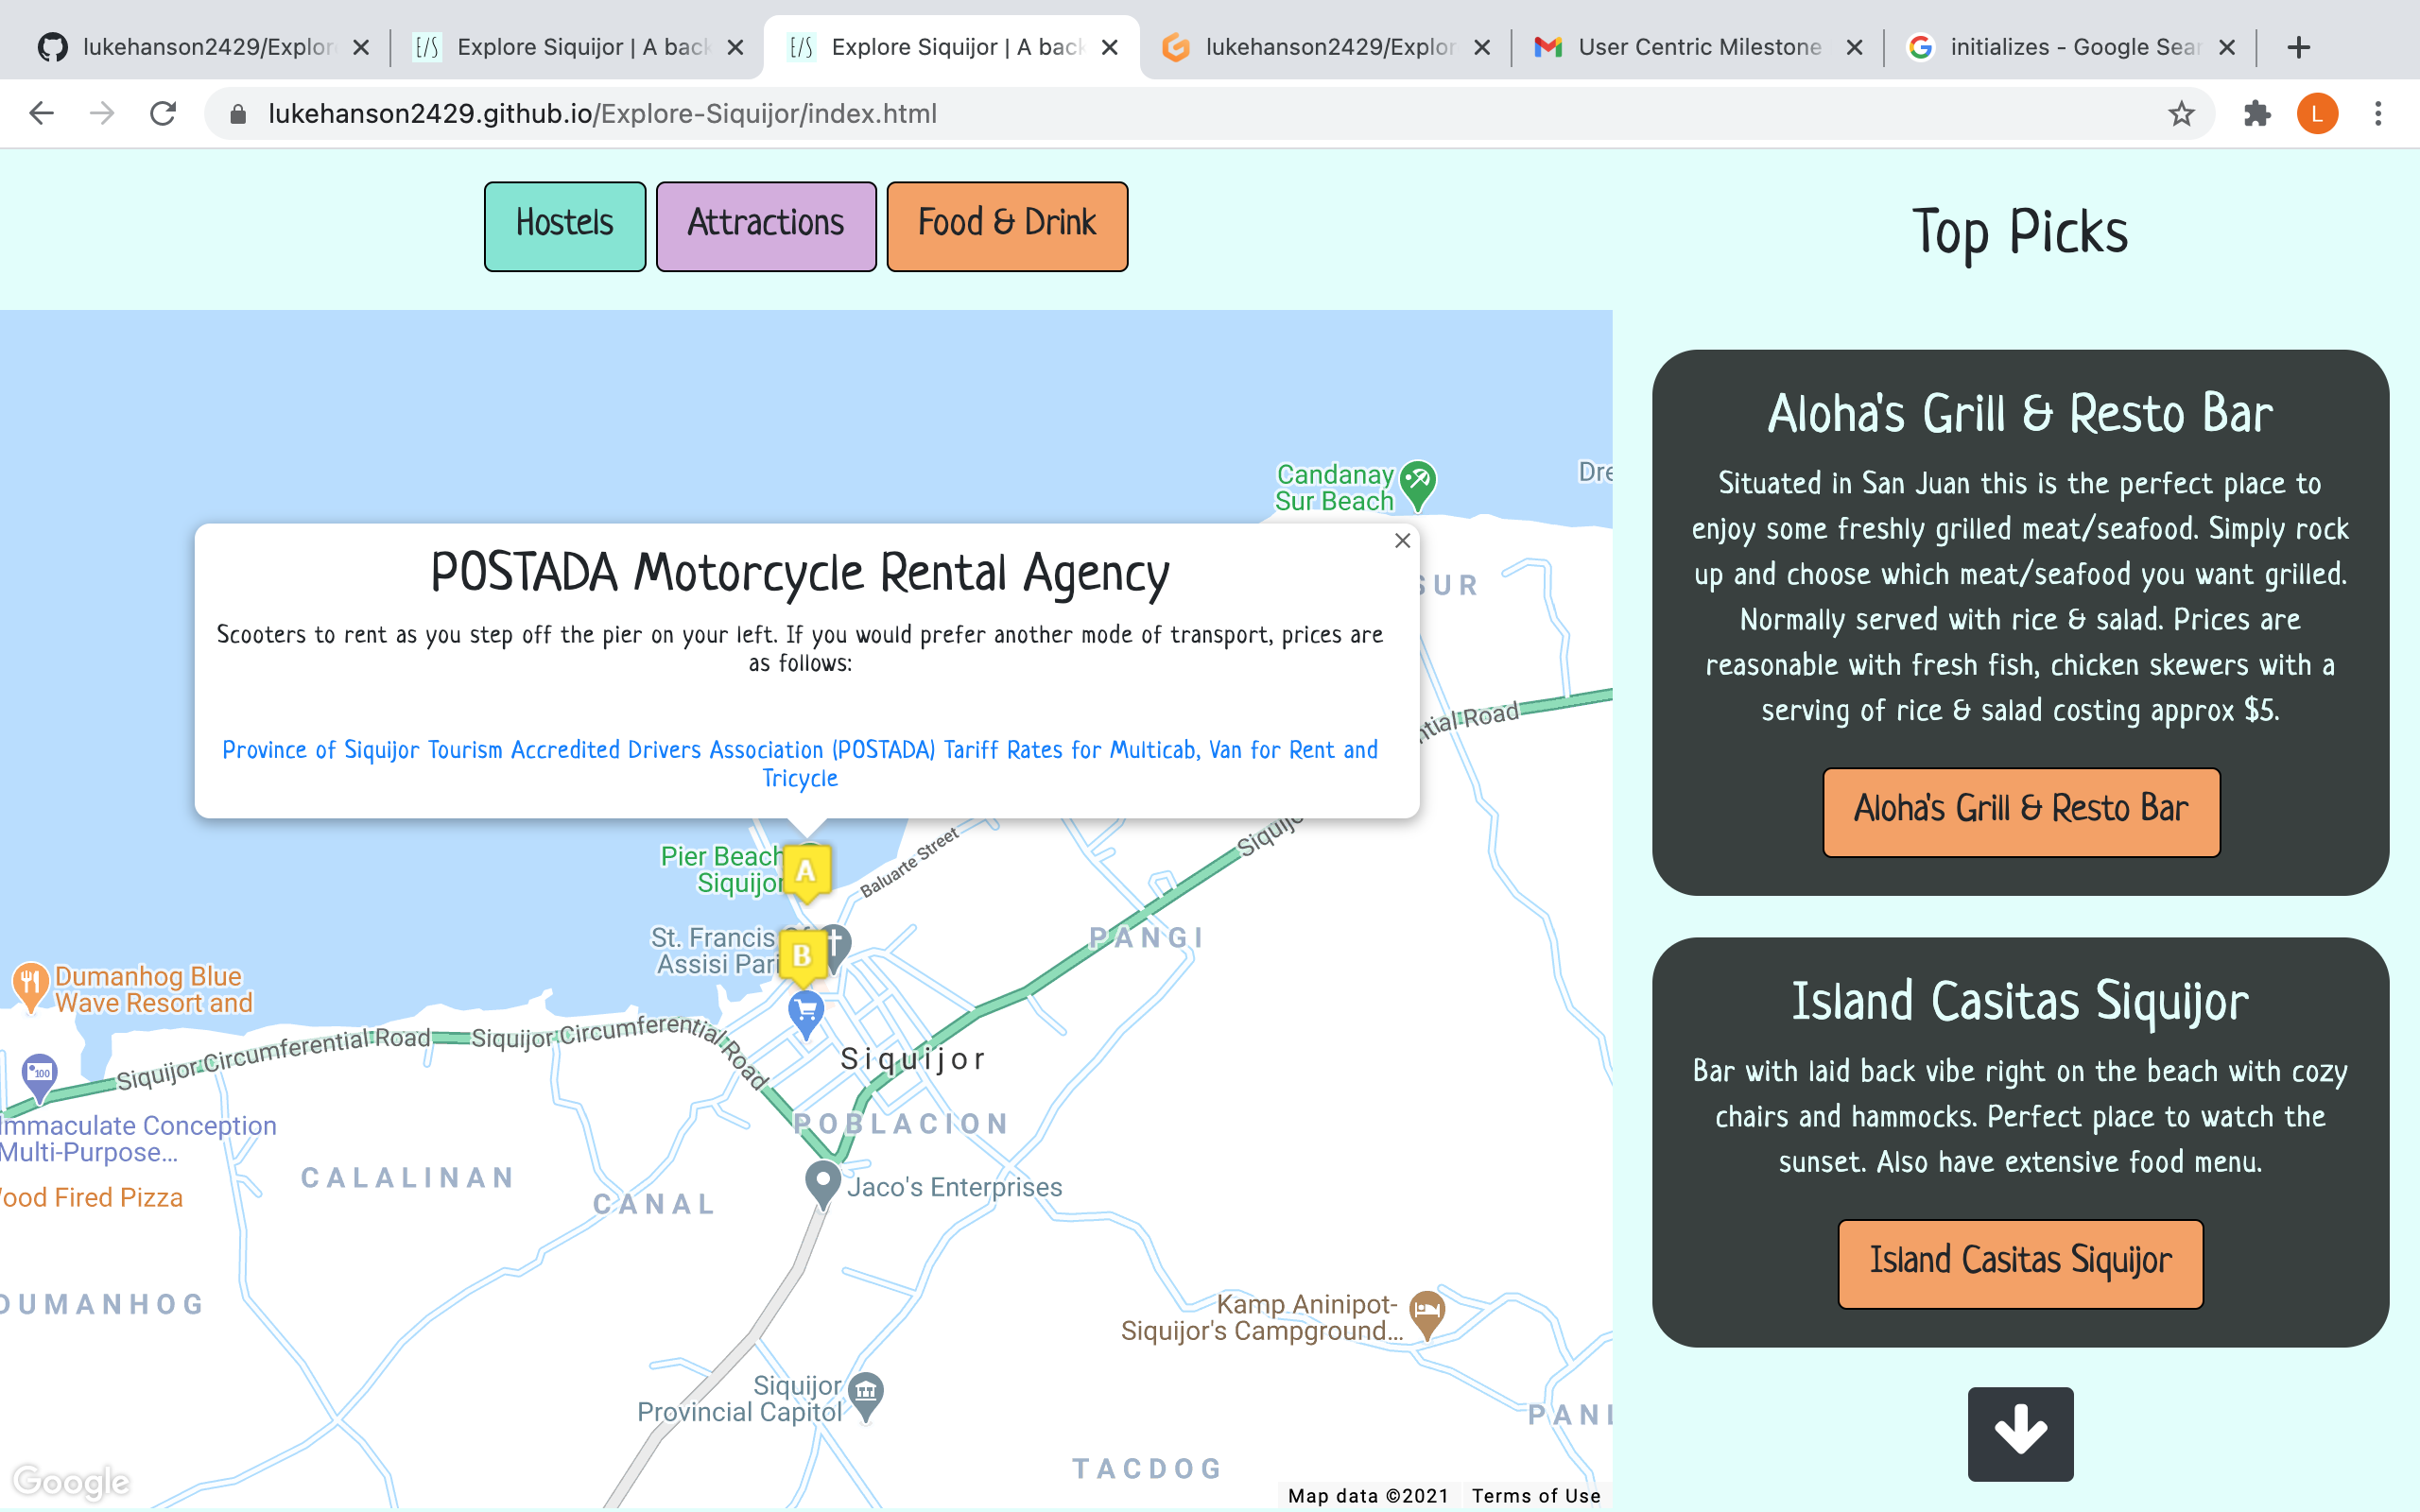 lukehanson2429/Explor
Explore Siquijor | A back
Explore Siquijor | A back
lukehanson2429/Explor
User Centric Milestone
initializes - Google Sear
lukehanson2429.github.io/Explore-Siquijor/index.html
L
Hostels
Attractions
Food & Drink
Top Picks
POSTADA Motorcycle Rental Agency
Scooters to rent as you step off the pier on your left. If you would prefer another mode of transport, prices are
as follows:
Province of Siquijor Tourism Accredited Drivers Association (POSTADA) Tariff Rates for Multicab, Van for Rent and
Tricycle
Candanay
Sur Beach
Dre
SUR
ntial Road
Siquijo
Baluarte Street
Pier Beach
Siquijor
A
St. Francis Of
Assisi Pari
B
PANGI
Dumanhog Blue
Wave Resort and
Siquijor Circumferential Road
Siquijor Circumferential Road
Siquijor
100
Immaculate Conception
Multi-Purpose...
POBLACION
CALALINAN
ood Fired Pizza
CANAL
Jaco's Enterprises
DUMANHOG
Kamp Aninipot-
Siquijor's Campground...
Siquijor
Provincial Capitol
PANL
TACDOG
Google
Map data ©2021
Terms of Use
Aloha's Grill & Resto Bar
Situated in San Juan this is the perfect place to
enjoy some freshly grilled meat/seafood. Simply rock
up and choose which meat/seafood you want grilled.
Normally served with rice & salad. Prices are
reasonable with fresh fish, chicken skewers with a
serving of rice & salad costing approx $5.
Aloha's Grill & Resto Bar
Island Casitas Siquijor
Bar with laid back vibe right on the beach with cozy
chairs and hammocks. Perfect place to watch the
sunset. Also have extensive food menu.
Island Casitas Siquijor